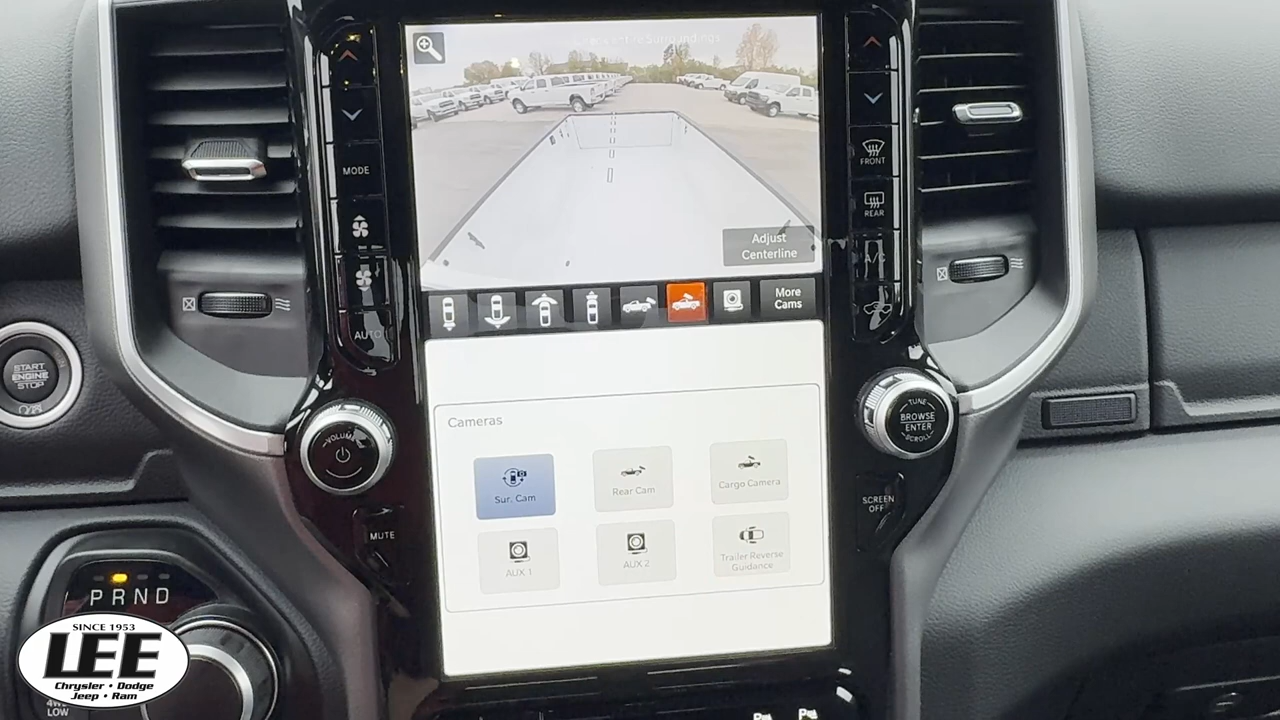 Adjust
Centerline
More
Cams
Cameras
Sur. Cam
Rear Cam
Cargo Camera
AUX 1
AUX 2
Trailer Reverse
Guidance
MODE
AUTO
VOLUME
MUTE
FRONT
REAR
A/C
TUNE
BROWSE
ENTER
SCROLL
SCREEN
OFF
START
ENGINE
STOP
P R N D
4WD
LOW
SINCE 1953
LEE
Chrysler • Dodge
Jeep • Ram